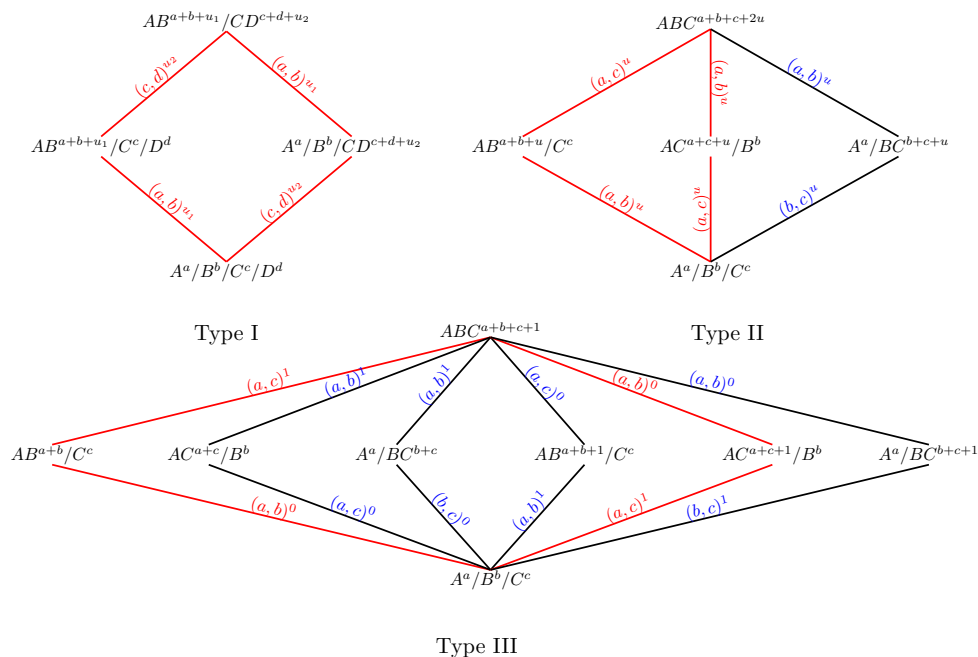 AB^{a+b+u_1}/CD^{c+d+u_2}
(c, d)^{u_2}
(a, b)^{u_1}
AB^{a+b+u_1}/C^c/D^d
A^a/B^b/CD^{c+d+u_2}
(a, b)^{u_1}
(c, d)^{u_2}
A^a/B^b/C^c/D^d
Type I
ABC^{a+b+c+2u}
(a, c)^u
(a, b)^u
(a, b)^u
AB^{a+b+u}/C^c
AC^{a+c+u}/B^b
A^a/BC^{b+c+u}
(a, b)^u
(a, c)^u
(b, c)^u
A^a/B^b/C^c
Type II
ABC^{a+b+c+1}
(a, c)^1
(a, b)^1
(a, b)^1
(a, c)^0
(a, b)^0
(a, b)^0
AB^{a+b}/C^c
AC^{a+c}/B^b
A^a/BC^{b+c}
AB^{a+b+1}/C^c
AC^{a+c+1}/B^b
A^a/BC^{b+c+1}
(a, b)^0
(a, c)^0
(b, c)^0
(a, b)^1
(a, c)^1
(b, c)^1
A^a/B^b/C^c
Type III